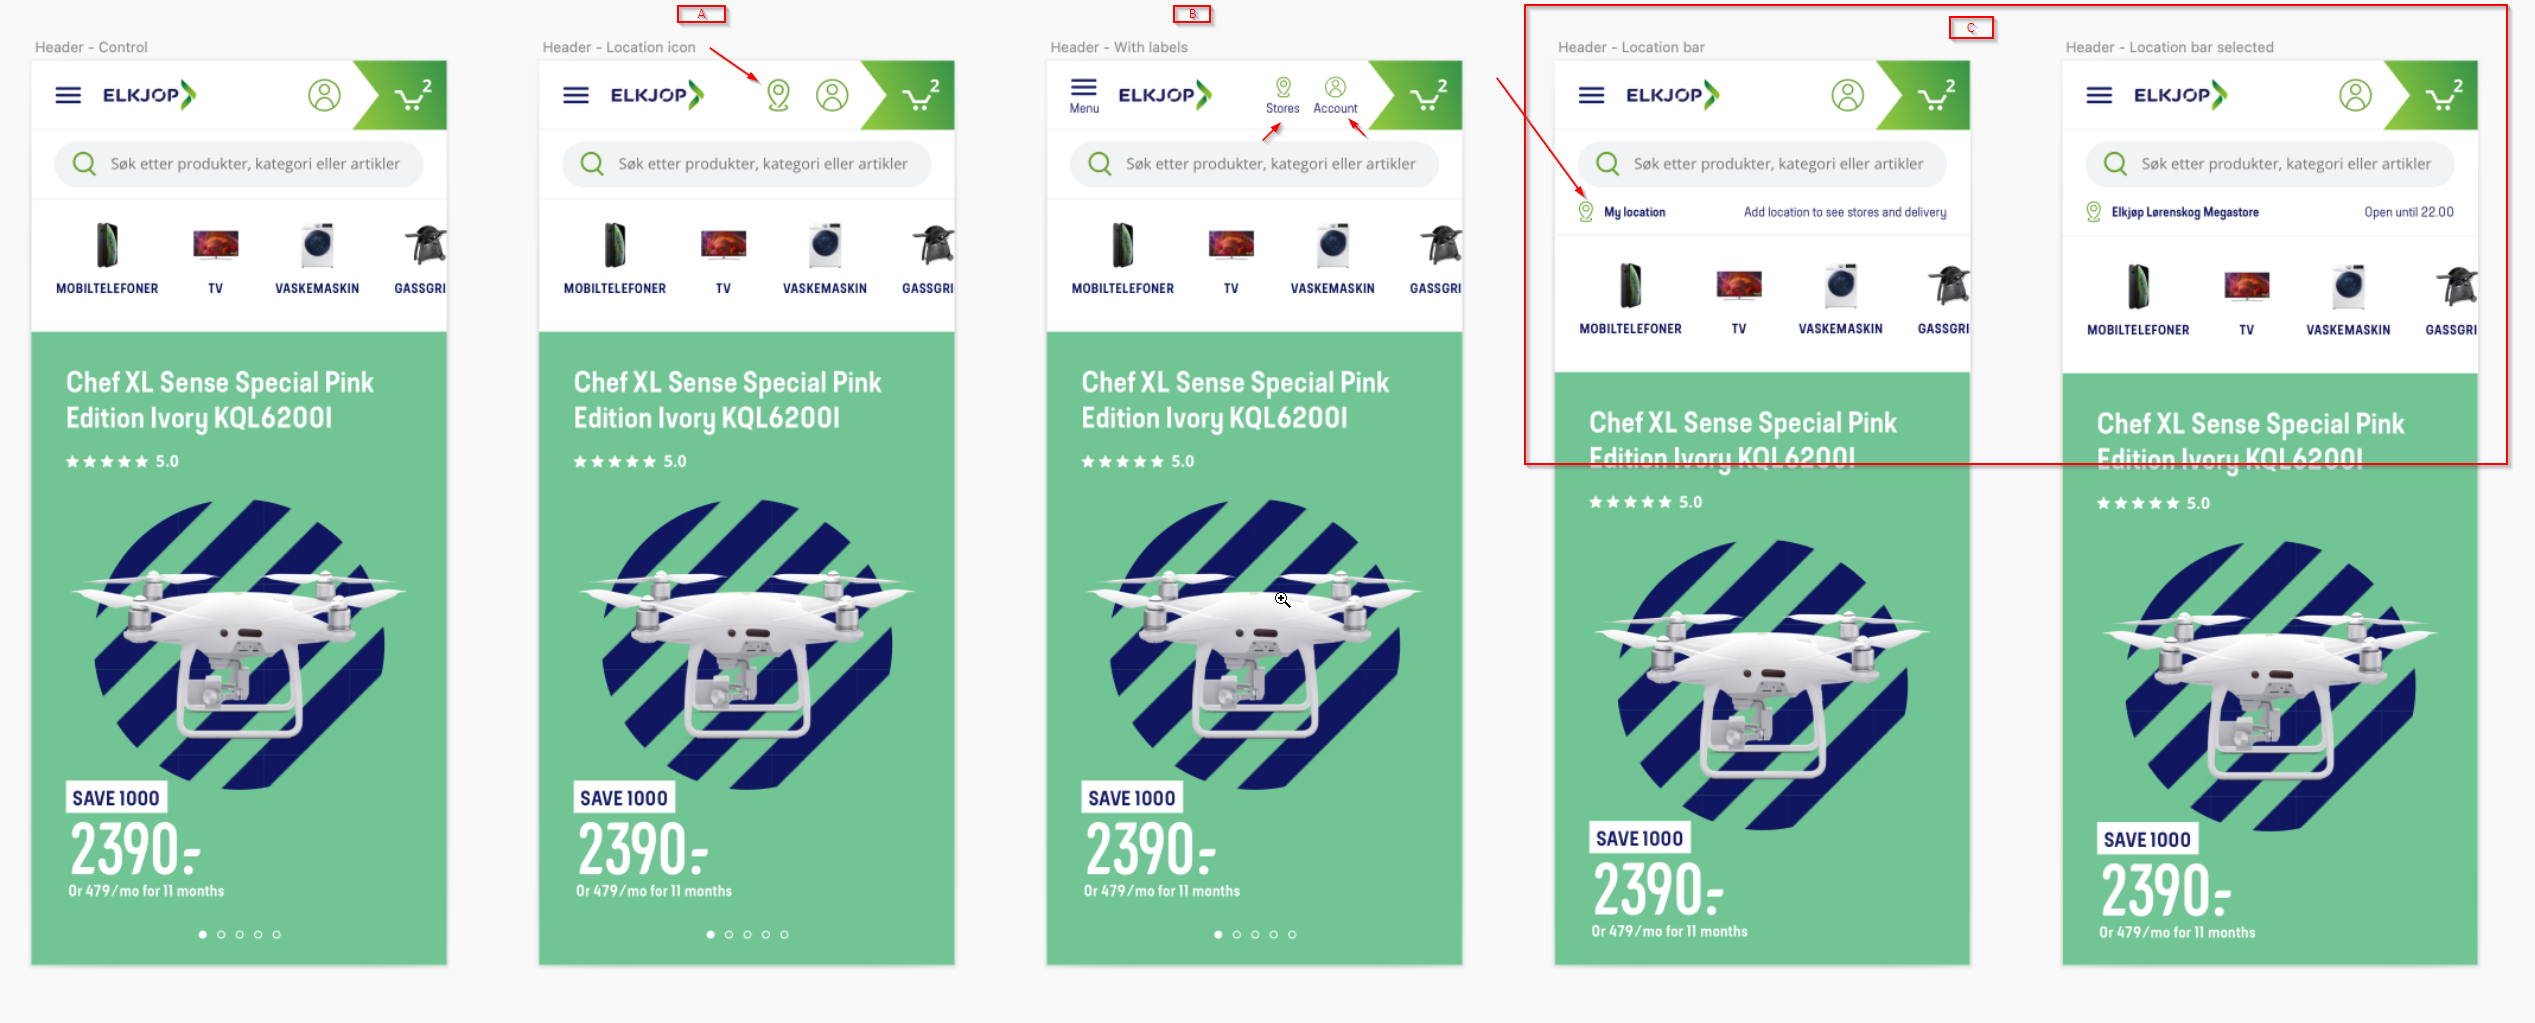 A
B
C
Header - Control
ELKJOP
2
Søk etter produkter, kategori eller artikler
MOBILTELEFONER TV VASKEMASKIN GASSGRI
Chef XL Sense Special Pink
Edition Ivory KQL6200I
5.0
SAVE 1000
2390.-
Or 479/mo for 11 months
Header - Location icon
ELKJOP
2
Søk etter produkter, kategori eller artikler
MOBILTELEFONER TV VASKEMASKIN GASSGRI
Chef XL Sense Special Pink
Edition Ivory KQL6200I
5.0
SAVE 1000
2390.-
Or 479/mo for 11 months
Header - With labels
Menu
ELKJOP
Stores
Account
2
Søk etter produkter, kategori eller artikler
MOBILTELEFONER TV VASKEMASKIN GASSGRI
Chef XL Sense Special Pink
Edition Ivory KQL6200I
5.0
SAVE 1000
2390.-
Or 479/mo for 11 months
Header - Location bar
ELKJOP
2
Søk etter produkter, kategori eller artikler
My location Add location to see stores and delivery
MOBILTELEFONER TV VASKEMASKIN GASSGRI
Chef XL Sense Special Pink
Edition Ivory KQL6200I
5.0
SAVE 1000
2390.-
Or 479/mo for 11 months
Header - Location bar selected
ELKJOP
2
Søk etter produkter, kategori eller artikler
Elkjøp Lørenskog Megastore Open until 22.00
MOBILTELEFONER TV VASKEMASKIN GASSGRI
Chef XL Sense Special Pink
Edition Ivory KQL6200I
5.0
SAVE 1000
2390.-
Or 479/mo for 11 months